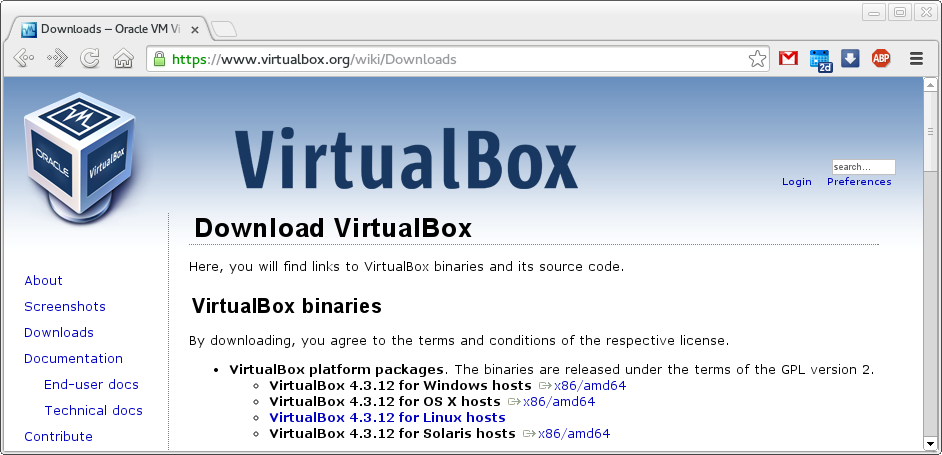 Downloads – Oracle VM Vi
https://www.virtualbox.org/wiki/Downloads
2d
ABP
ORACLE
VirtualBox
VirtualBox
search...
Login Preferences
Download VirtualBox
Here, you will find links to VirtualBox binaries and its source code.
About
Screenshots
Downloads
Documentation
End-user docs
Technical docs
Contribute
VirtualBox binaries
By downloading, you agree to the terms and conditions of the respective license.
• VirtualBox platform packages. The binaries are released under the terms of the GPL version 2.
VirtualBox 4.3.12 for Windows hosts x86/amd64
VirtualBox 4.3.12 for OS X hosts x86/amd64
VirtualBox 4.3.12 for Linux hosts
VirtualBox 4.3.12 for Solaris hosts x86/amd64